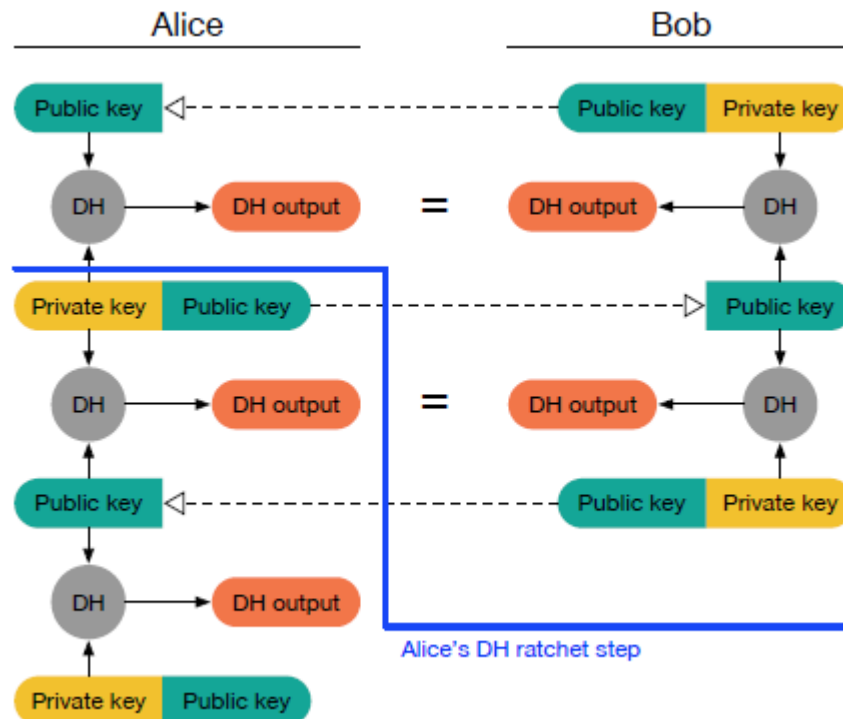 Alice Bob
Public key Public key Private key
DH DH output = DH output DH
Private key Public key Public key
DH DH output = DH output DH
Public key Public key Private key
DH DH output
Alice's DH ratchet step
Private key Public key